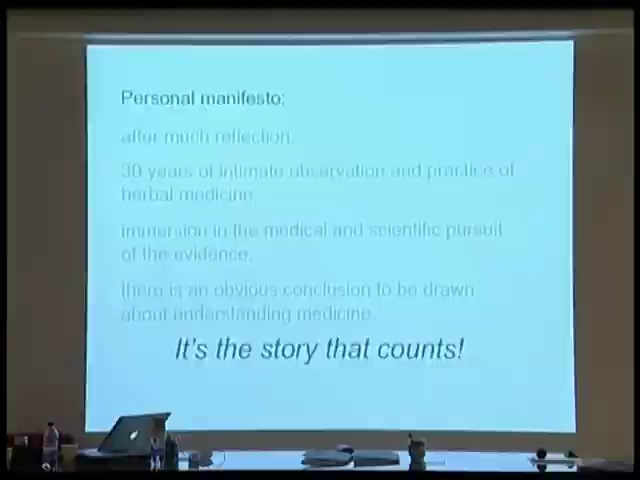 Personal manifesto:
after much reflection,
30 years of intimate observation and practice of
herbal medicine,
immersion in the medical and scientific pursuit
of the evidence,
there is an obvious conclusion to be drawn
about understanding medicine,
It's the story that counts!